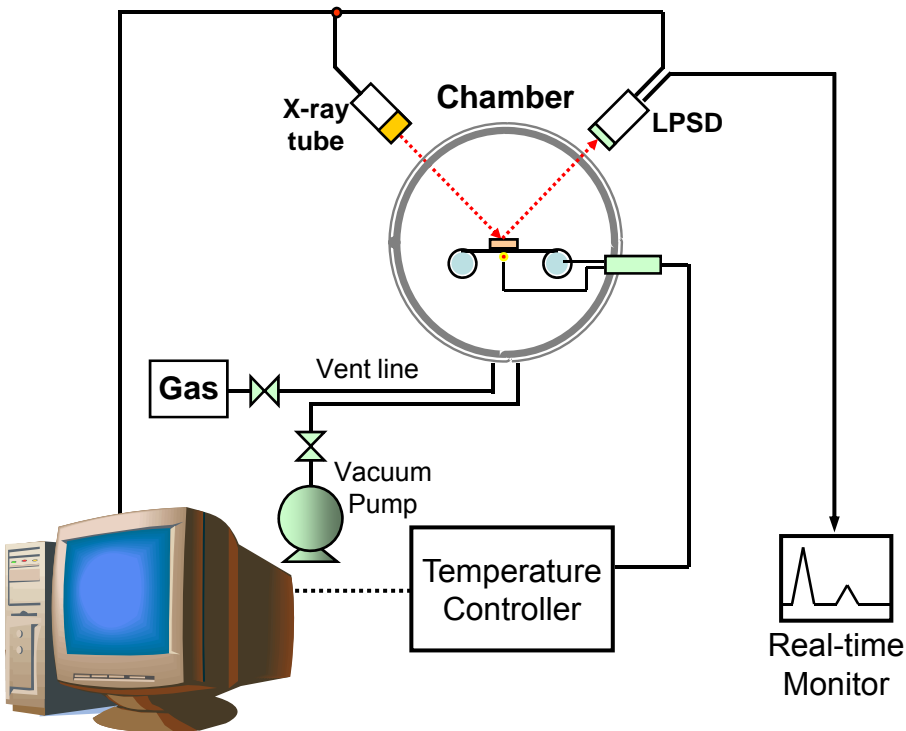 Chamber
X-ray
tube
LPSD
Vent line
Gas
Vacuum
Pump
Temperature
Controller
Real-time
Monitor